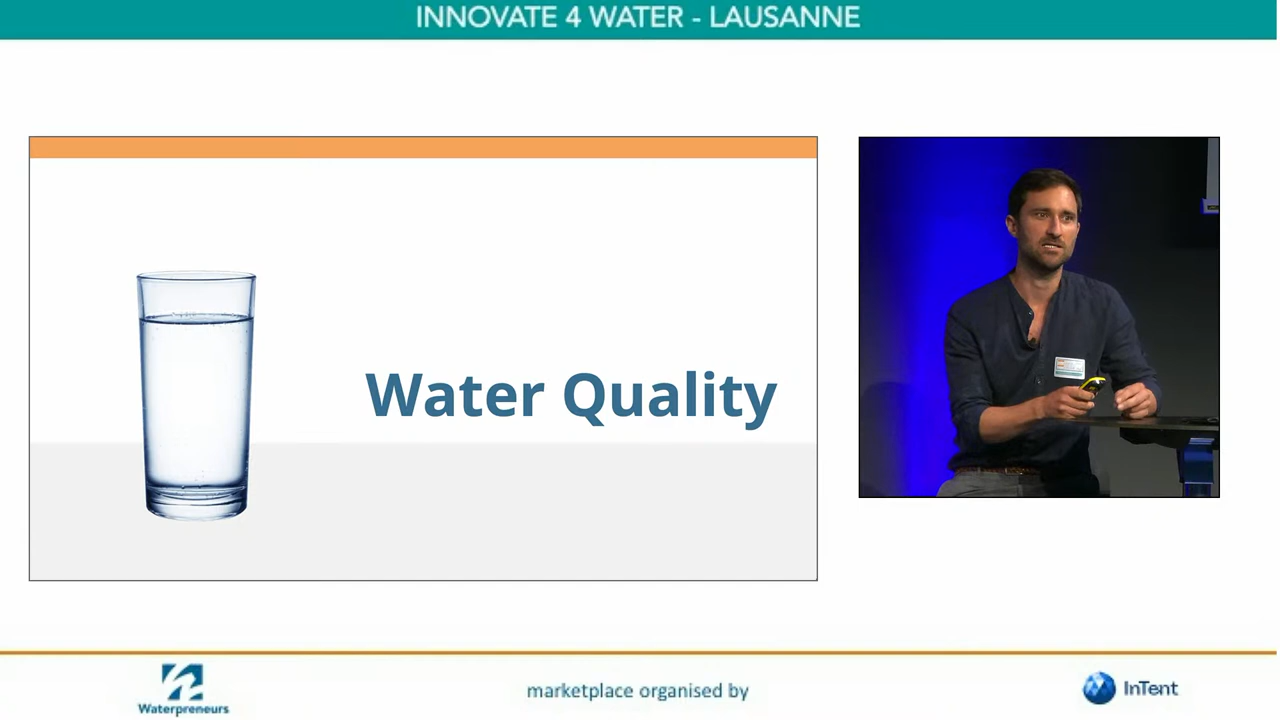 INNOVATE 4 WATER - LAUSANNE
Water Quality
Waterpreneurs
marketplace organised by
InTent